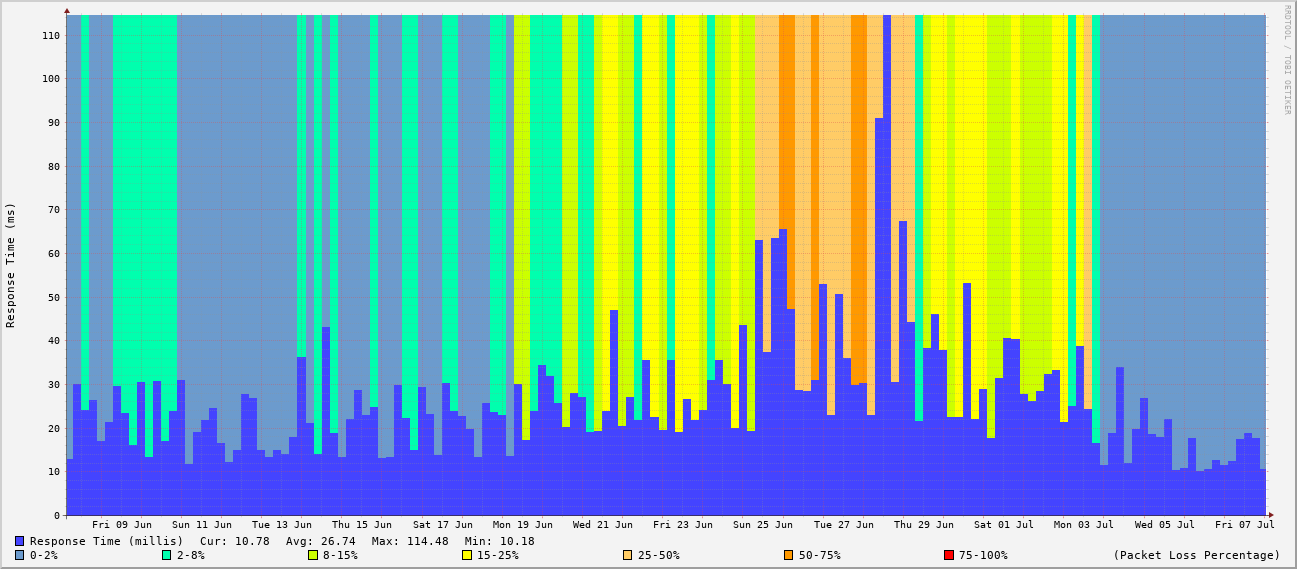 RRDTOOL / TOBI OETIKER
Response Time (ms)
110
100
90
80
70
60
50
40
30
20
10
0
Fri 09 Jun Sun 11 Jun Tue 13 Jun Thu 15 Jun Sat 17 Jun Mon 19 Jun Wed 21 Jun Fri 23 Jun Sun 25 Jun Tue 27 Jun Thu 29 Jun Sat 01 Jul Mon 03 Jul Wed 05 Jul Fri 07 Jul
Response Time (millis) Cur: 10.78 Avg: 26.74 Max: 114.48 Min: 10.18
0-2% 2-8% 8-15% 15-25% 25-50% 50-75% 75-100% (Packet Loss Percentage)